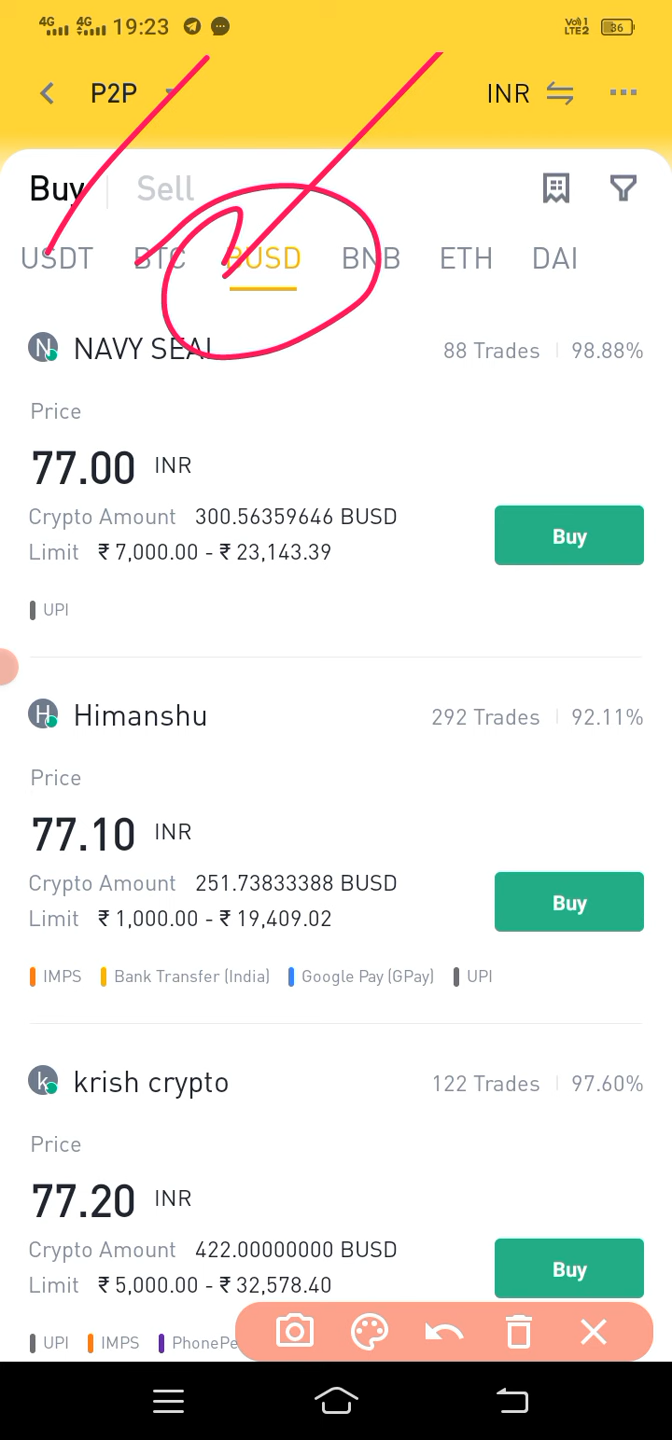 4G 4G 19:23 Vo)) 1 LTE2 36
P2P INR
Buy Sell
USDT BTC BUSD BNB ETH DAI
N NAVY SEAL 88 Trades 98.88%
Price
77.00 INR
Crypto Amount 300.56359646 BUSD
Limit ₹ 7,000.00 - ₹ 23,143.39
Buy
UPI
H Himanshu 292 Trades 92.11%
Price
77.10 INR
Crypto Amount 251.73833388 BUSD
Limit ₹ 1,000.00 - ₹ 19,409.02
Buy
IMPS Bank Transfer (India) Google Pay (GPay) UPI
k krish crypto 122 Trades 97.60%
Price
77.20 INR
Crypto Amount 422.00000000 BUSD
Limit ₹ 5,000.00 - ₹ 32,578.40
Buy
UPI IMPS PhonePe